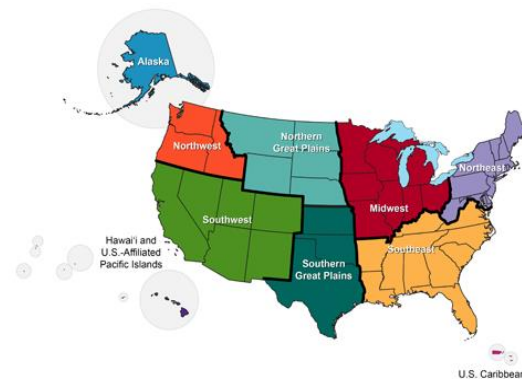 Alaska
Northwest
Northern
Great Plains
Northeast
Midwest
Southwest
Southeast
Hawai‘i and
U.S.-Affiliated
Pacific Islands
Southern
Great Plains
U.S. Caribbean